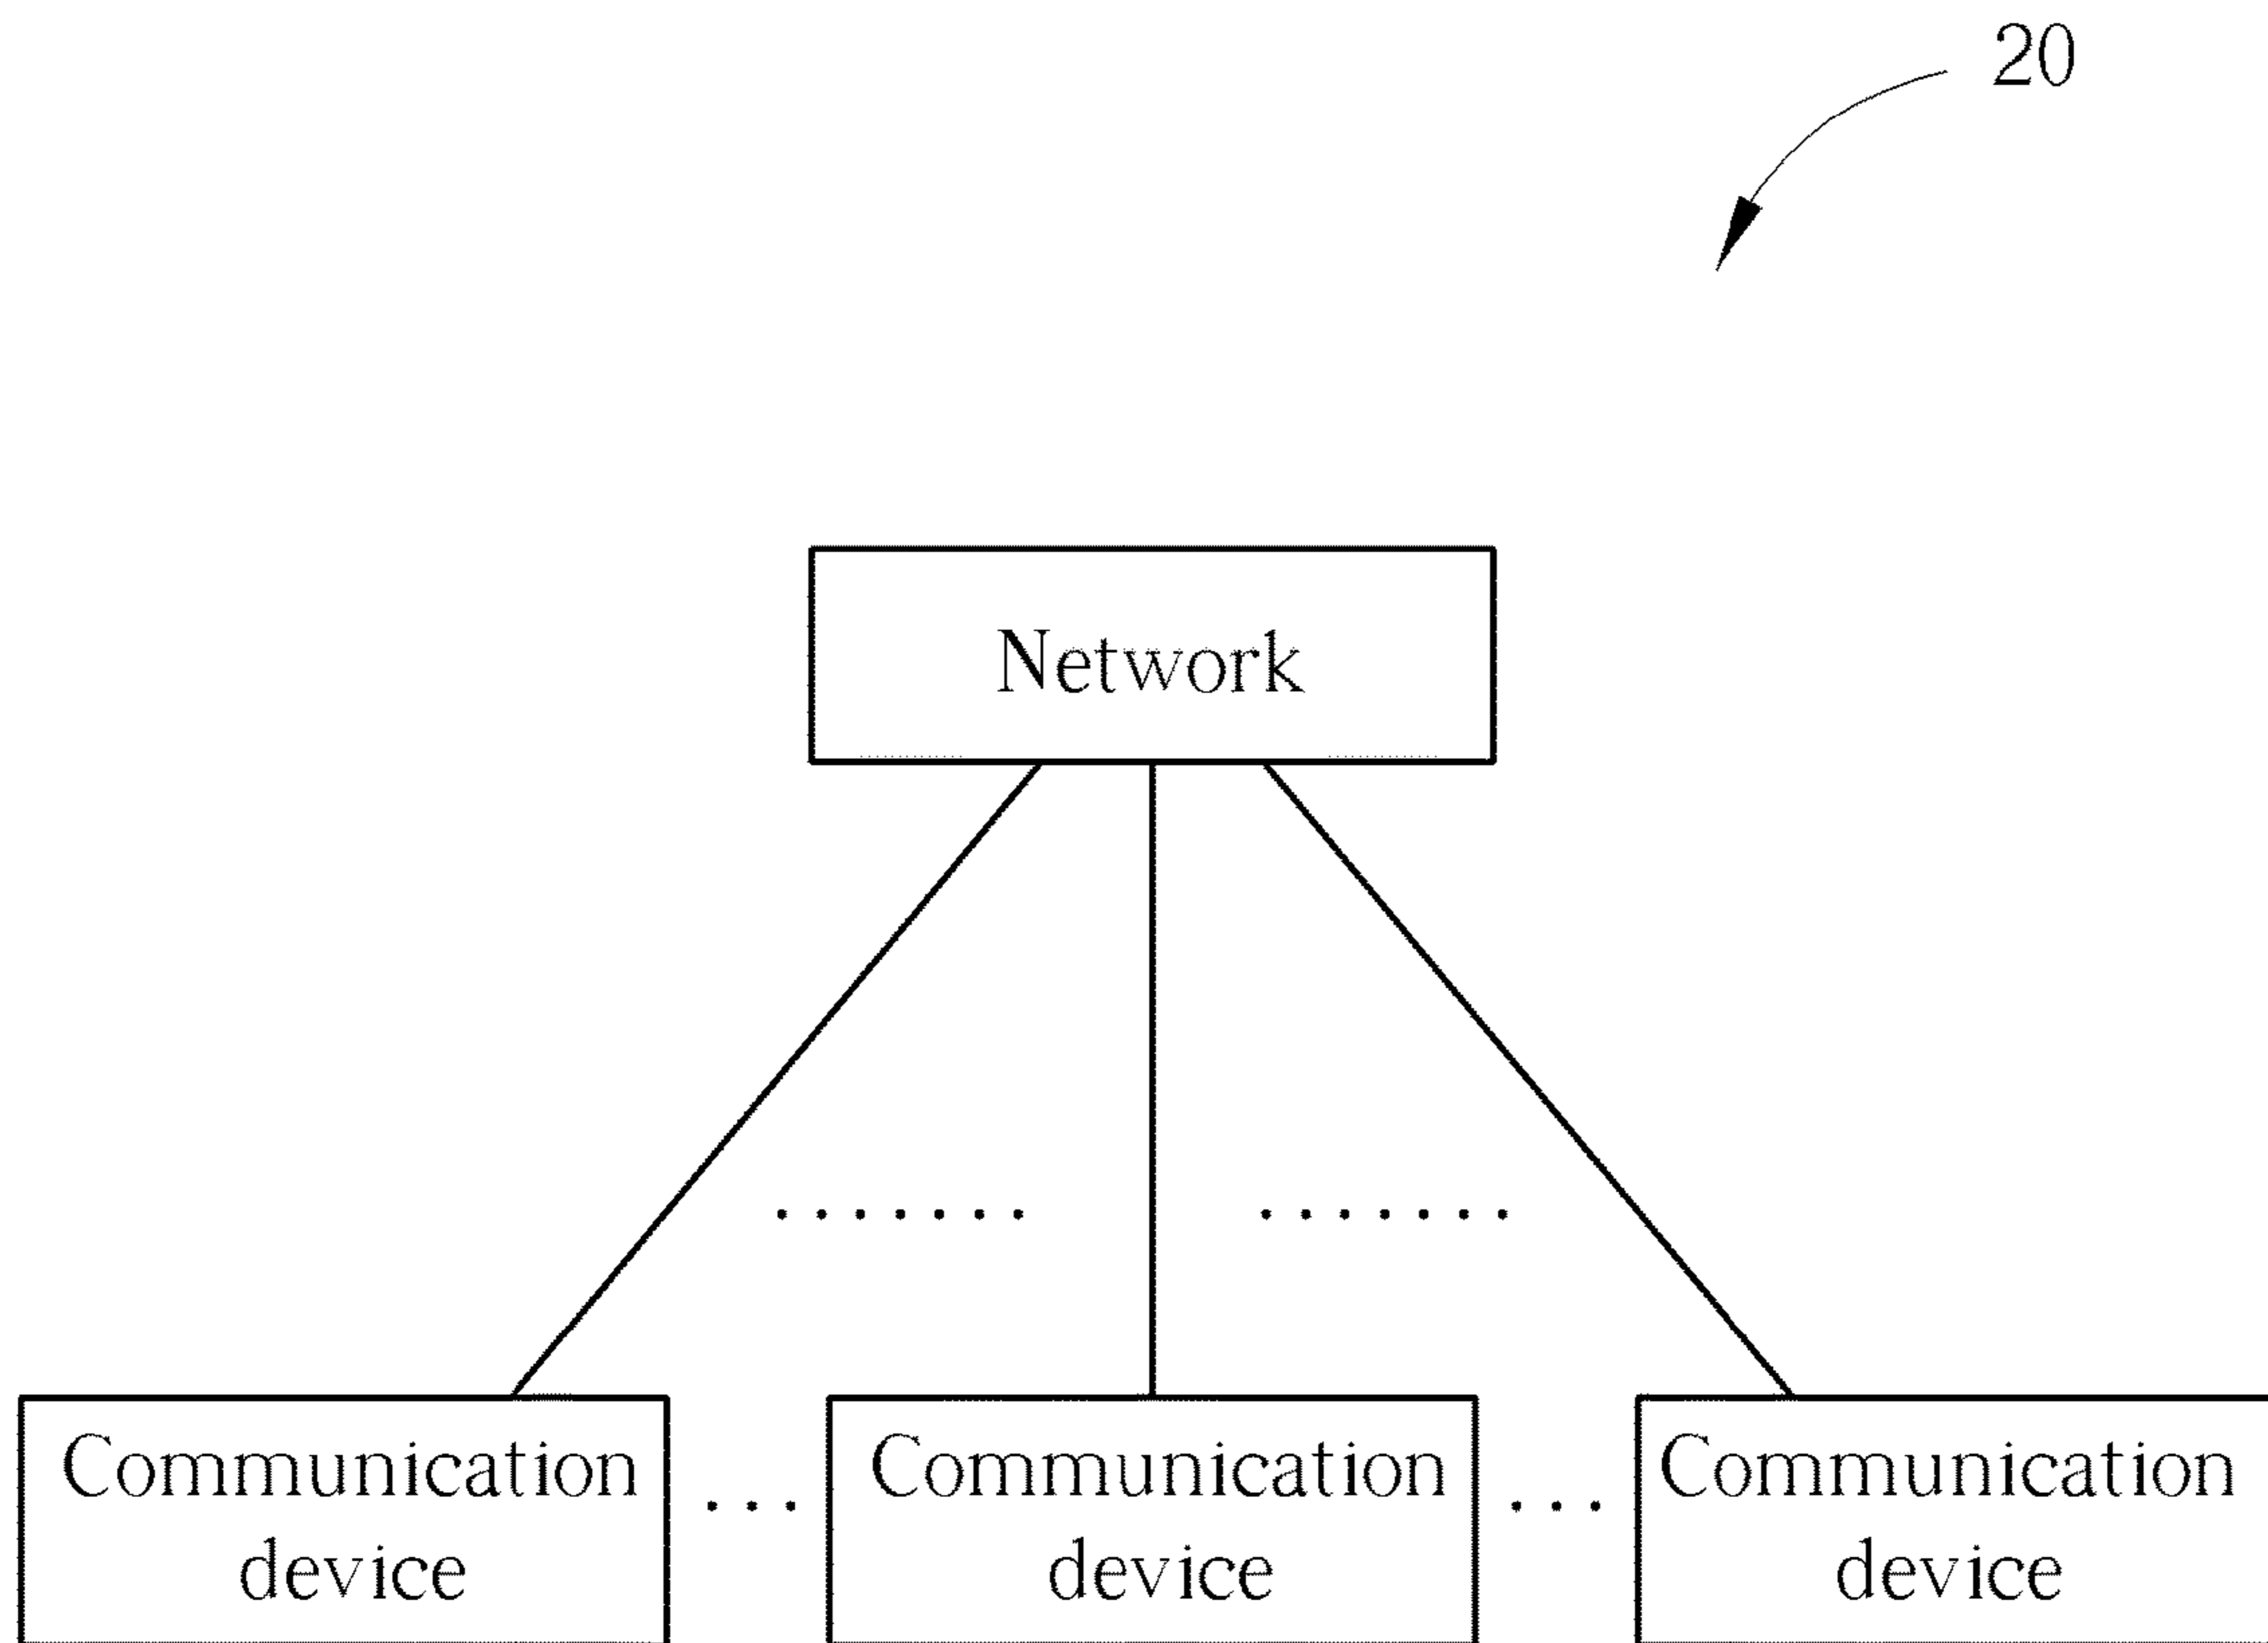 20
Network
.......
.......
Communication
device
...
Communication
device
...
Communication
device